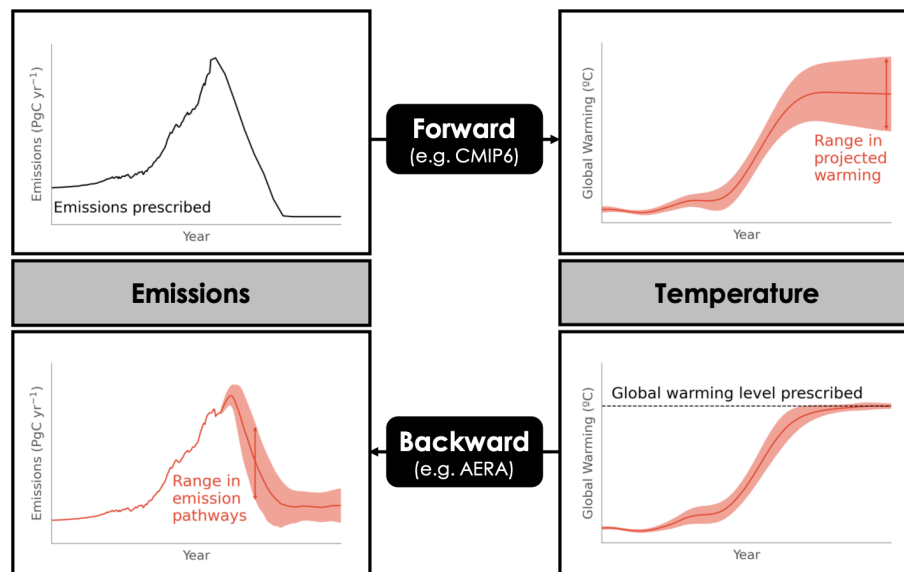 Emissions (PgC yr⁻¹)
Emissions prescribed
Year
Forward
(e.g. CMIP6)
Global Warming (ºC)
Range in
projected
warming
Year
Emissions
Temperature
Emissions (PgC yr⁻¹)
Range in
emission
pathways
Year
Backward
(e.g. AERA)
Global warming level prescribed
Global Warming (ºC)
Year